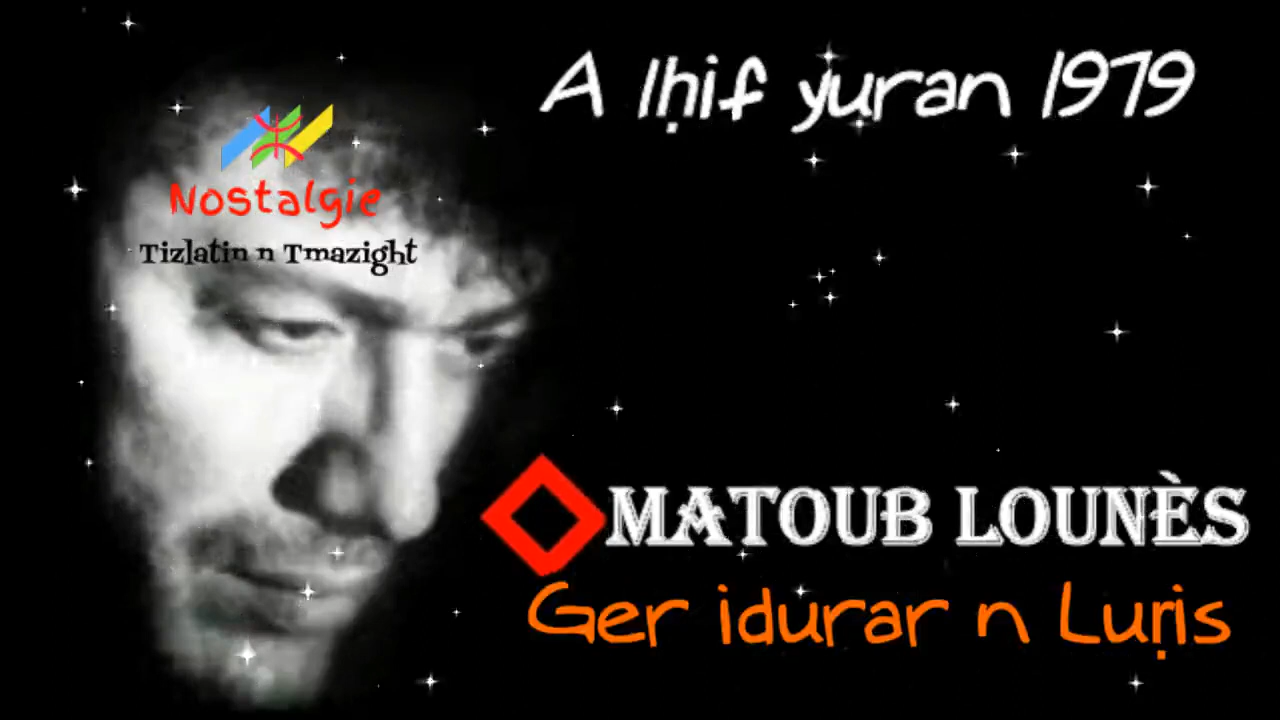 A lḥif yuran 1979
Nostalgie
Tizlatin n Tmazight
MATOUB LOUNÈS
Ger idurar n Luṛis